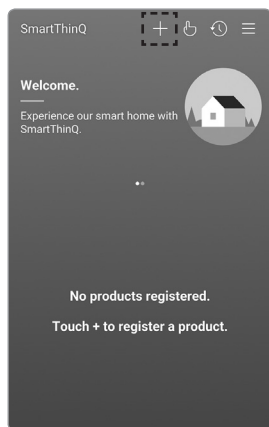 SmartThinQ
Welcome.
Experience our smart home with
SmartThinQ.
No products registered.
Touch + to register a product.